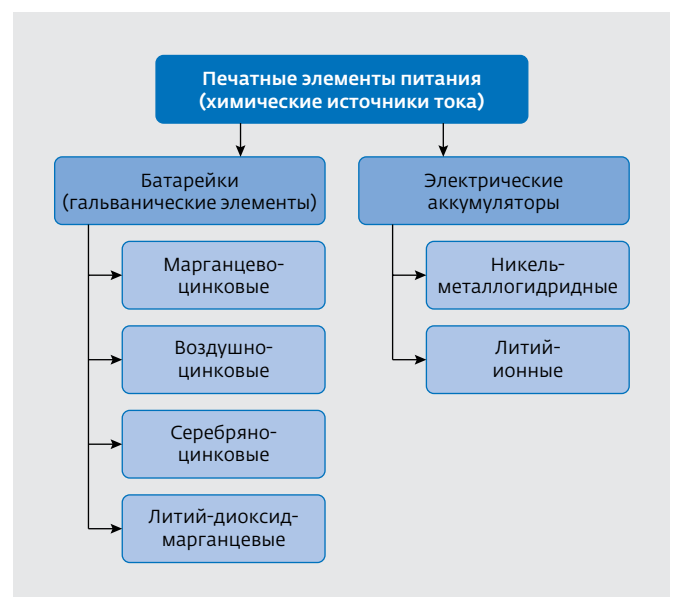 Печатные элементы питания
(химические источники тока)
Батарейки
(гальванические элементы)
Марганцево-
цинковые
Воздушно-
цинковые
Серебряно-
цинковые
Литий-диоксид-
марганцевые
Электрические
аккумуляторы
Никель-
металлогидридные
Литий-
ионные